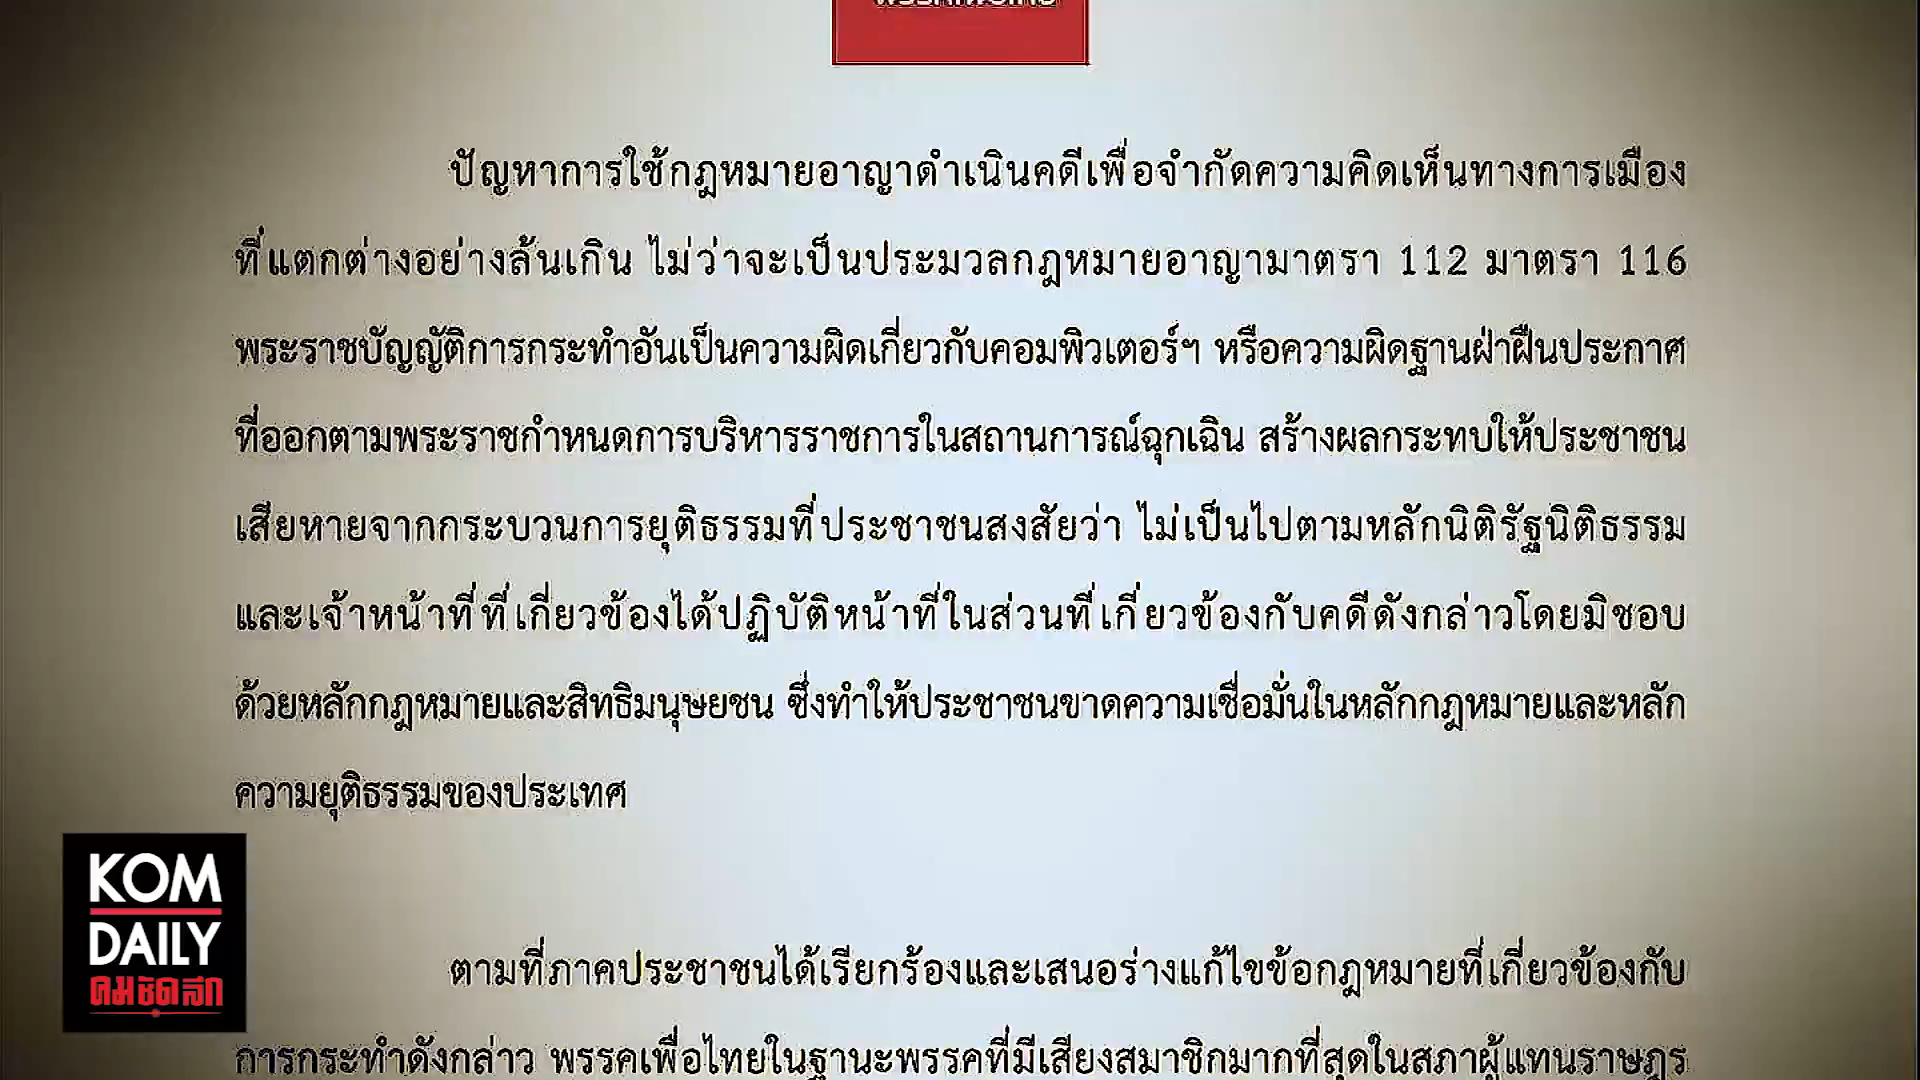 ปัญหาการใช้กฎหมายอาญาดำเนินคดีเพื่อจำกัดความคิดเห็นทางการเมือง
ที่แตกต่างอย่างล้นเกิน ไม่ว่าจะเป็นประมวลกฎหมายอาญามาตรา 112 มาตรา 116
พระราชบัญญัติการกระทำอันเป็นความผิดเกี่ยวกับคอมพิวเตอร์ฯ หรือความผิดฐานฝ่าฝืนประกาศ
ที่ออกตามพระราชกำหนดการบริหารราชการในสถานการณ์ฉุกเฉิน สร้างผลกระทบให้ประชาชน
เสียหายจากกระบวนการยุติธรรมที่ประชาชนสงสัยว่า ไม่เป็นไปตามหลักนิติรัฐนิติธรรม
และเจ้าหน้าที่ที่เกี่ยวข้องได้ปฏิบัติหน้าที่ในส่วนที่เกี่ยวข้องกับคดีดังกล่าวโดยมิชอบ
ด้วยหลักกฎหมายและสิทธิมนุษยชน ซึ่งทำให้ประชาชนขาดความเชื่อมั่นในหลักกฎหมายและหลัก
ความยุติธรรมของประเทศ
ตามที่ภาคประชาชนได้เรียกร้องและเสนอร่างแก้ไขข้อกฎหมายที่เกี่ยวข้องกับ
การกระทำดังกล่าว พรรคเพื่อไทยในฐานะพรรคที่มีเสียงสมาชิกมากที่สุดในสภาผู้แทนราษฎร
KOM
DAILY
คมชัดลึก